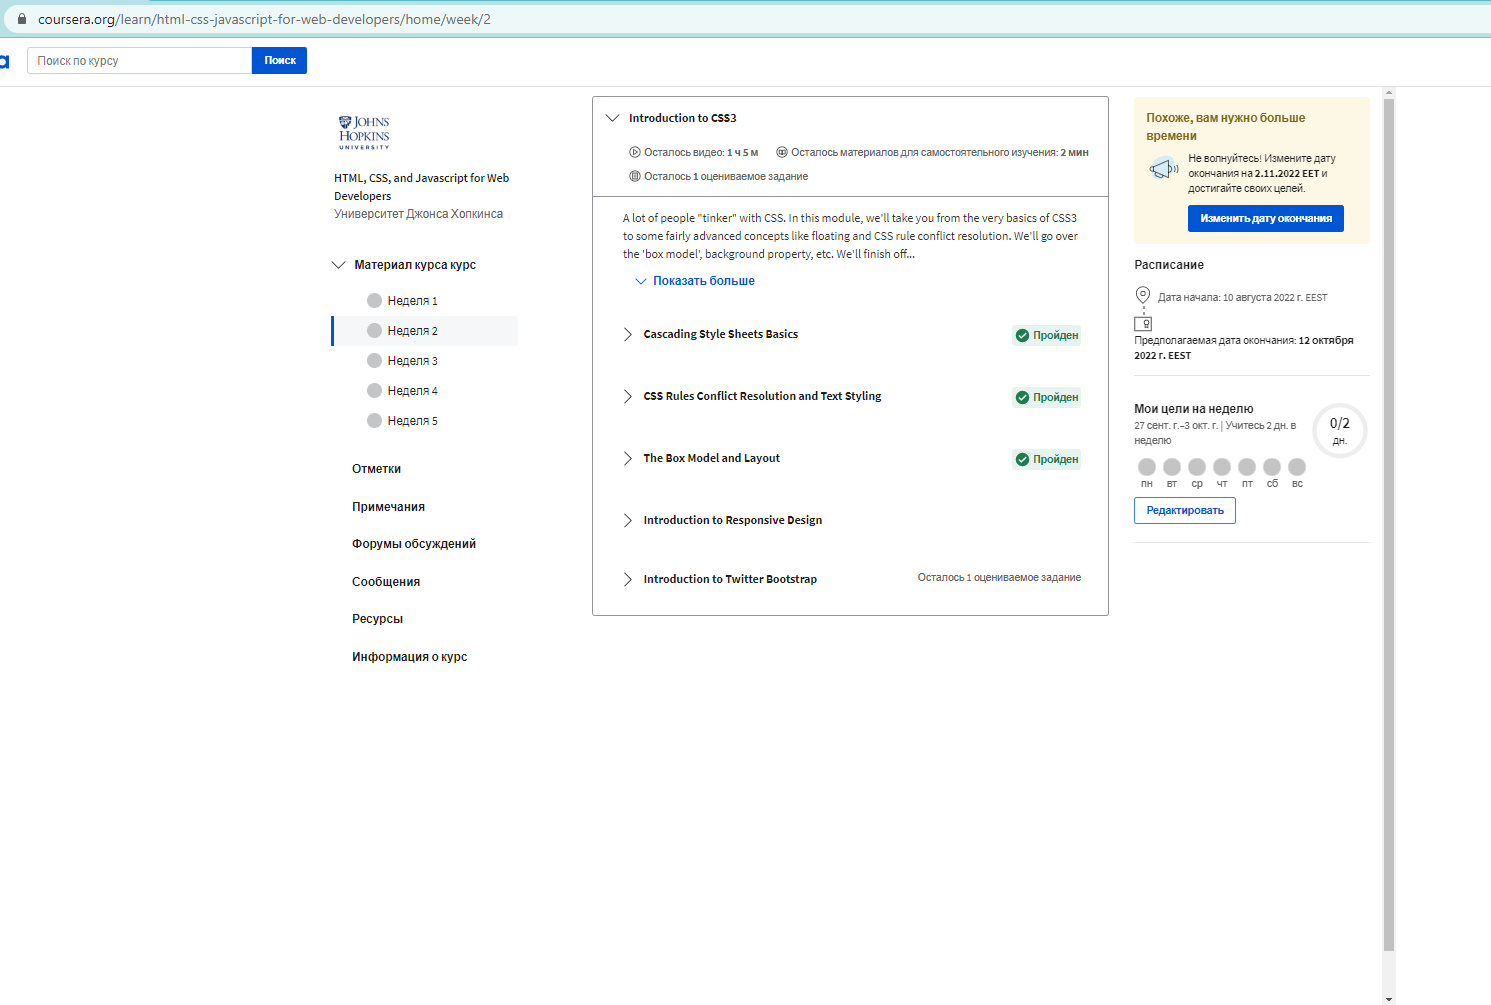 coursera.org/learn/html-css-javascript-for-web-developers/home/week/2
Поиск по курсу
Поиск
JOHNS
HOPKINS
UNIVERSITY
HTML, CSS, and Javascript for Web
Developers
Университет Джонса Хопкинса
Материал курса курс
Неделя 1
Неделя 2
Неделя 3
Неделя 4
Неделя 5
Отметки
Примечания
Форумы обсуждений
Сообщения
Ресурсы
Информация о курс
Introduction to CSS3
Осталось видео: 1 ч 5 м Осталось материалов для самостоятельного изучения: 2 мин
Осталось 1 оцениваемое задание
A lot of people "tinker" with CSS. In this module, we'll take you from the very basics of CSS3
to some fairly advanced concepts like floating and CSS rule conflict resolution. We'll go over
the 'box model', background property, etc. We'll finish off...
Показать больше
Cascading Style Sheets Basics Пройден
CSS Rules Conflict Resolution and Text Styling Пройден
The Box Model and Layout Пройден
Introduction to Responsive Design
Introduction to Twitter Bootstrap Осталось 1 оцениваемое задание
Похоже, вам нужно больше
времени
Не волнуйтесь! Измените дату
окончания на 2.11.2022 EET и
достигайте своих целей.
Изменить дату окончания
Расписание
Дата начала: 10 августа 2022 г. EEST
Предполагаемая дата окончания: 12 октября
2022 г. EEST
Мои цели на неделю
27 сент. г.–3 окт. г. | Учитесь 2 дн. в
неделю
0/2
дн.
пн вт ср чт пт сб вс
Редактировать